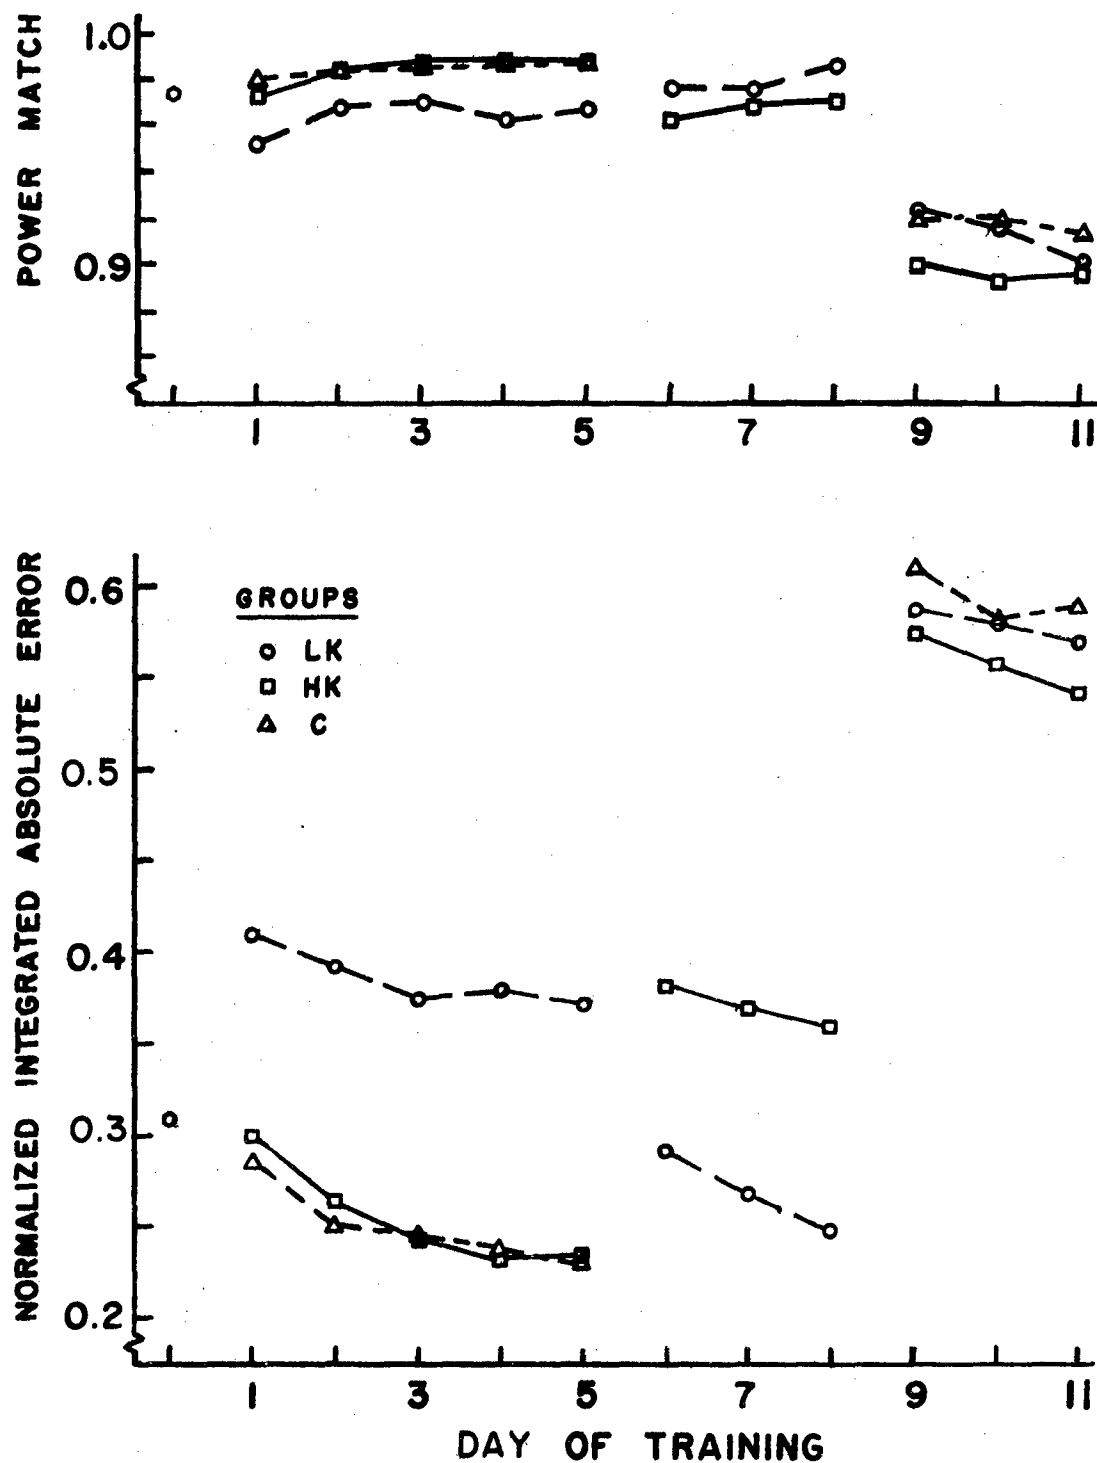 POWER MATCH
1.0
0.9
1 3 5 7 9 11
NORMALIZED INTEGRATED ABSOLUTE ERROR
0.6
0.5
0.4
0.3
0.2
GROUPS
LK
HK
C
1 3 5 7 9 11
DAY OF TRAINING